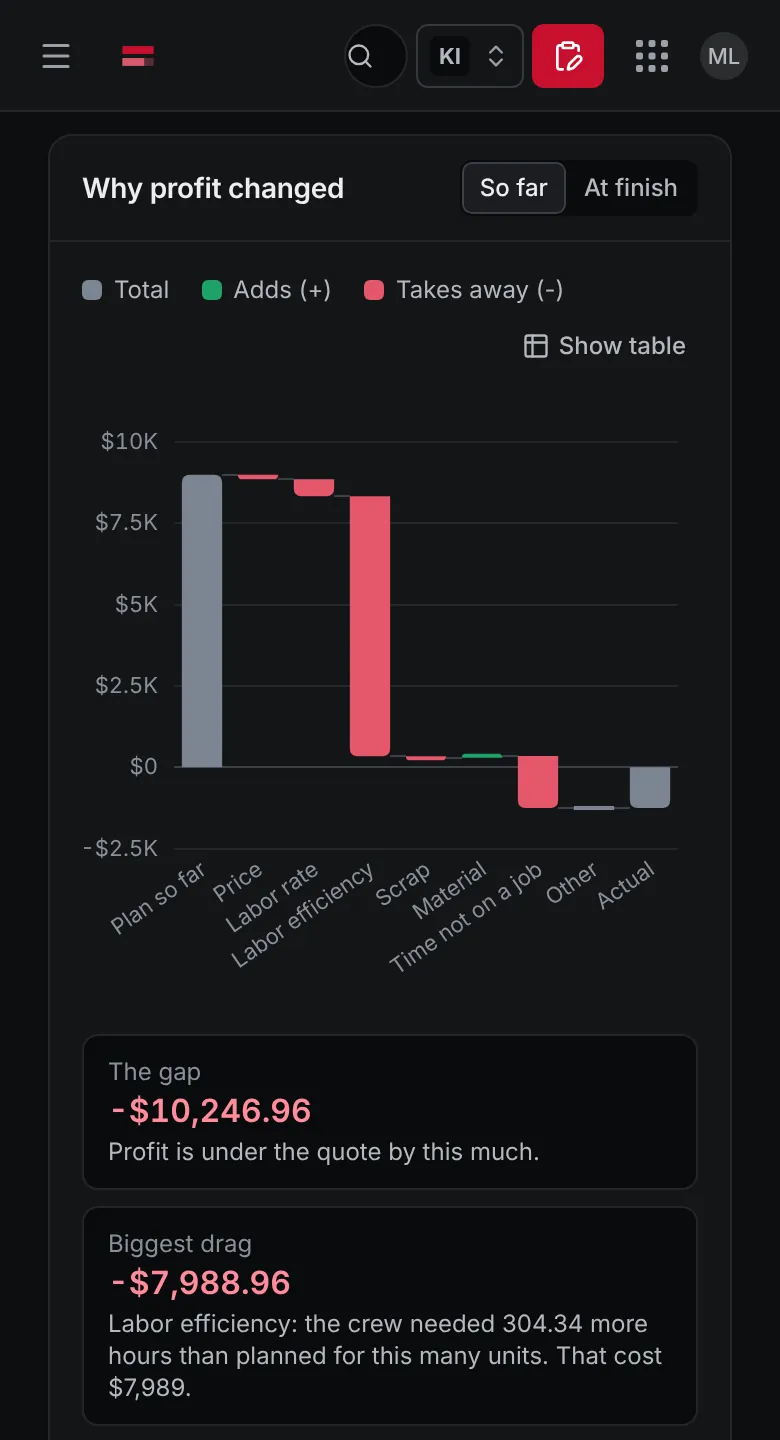 KI
ML
Why profit changed
So far
At finish
Total
Adds (+)
Takes away (-)
Show table
$10K
$7.5K
$5K
$2.5K
$0
-$2.5K
Plan so far
Price
Labor rate
Labor efficiency
Scrap
Material
Time not on a job
Other
Actual
The gap
-$10,246.96
Profit is under the quote by this much.
Biggest drag
-$7,988.96
Labor efficiency: the crew needed 304.34 more
hours than planned for this many units. That cost
$7,989.